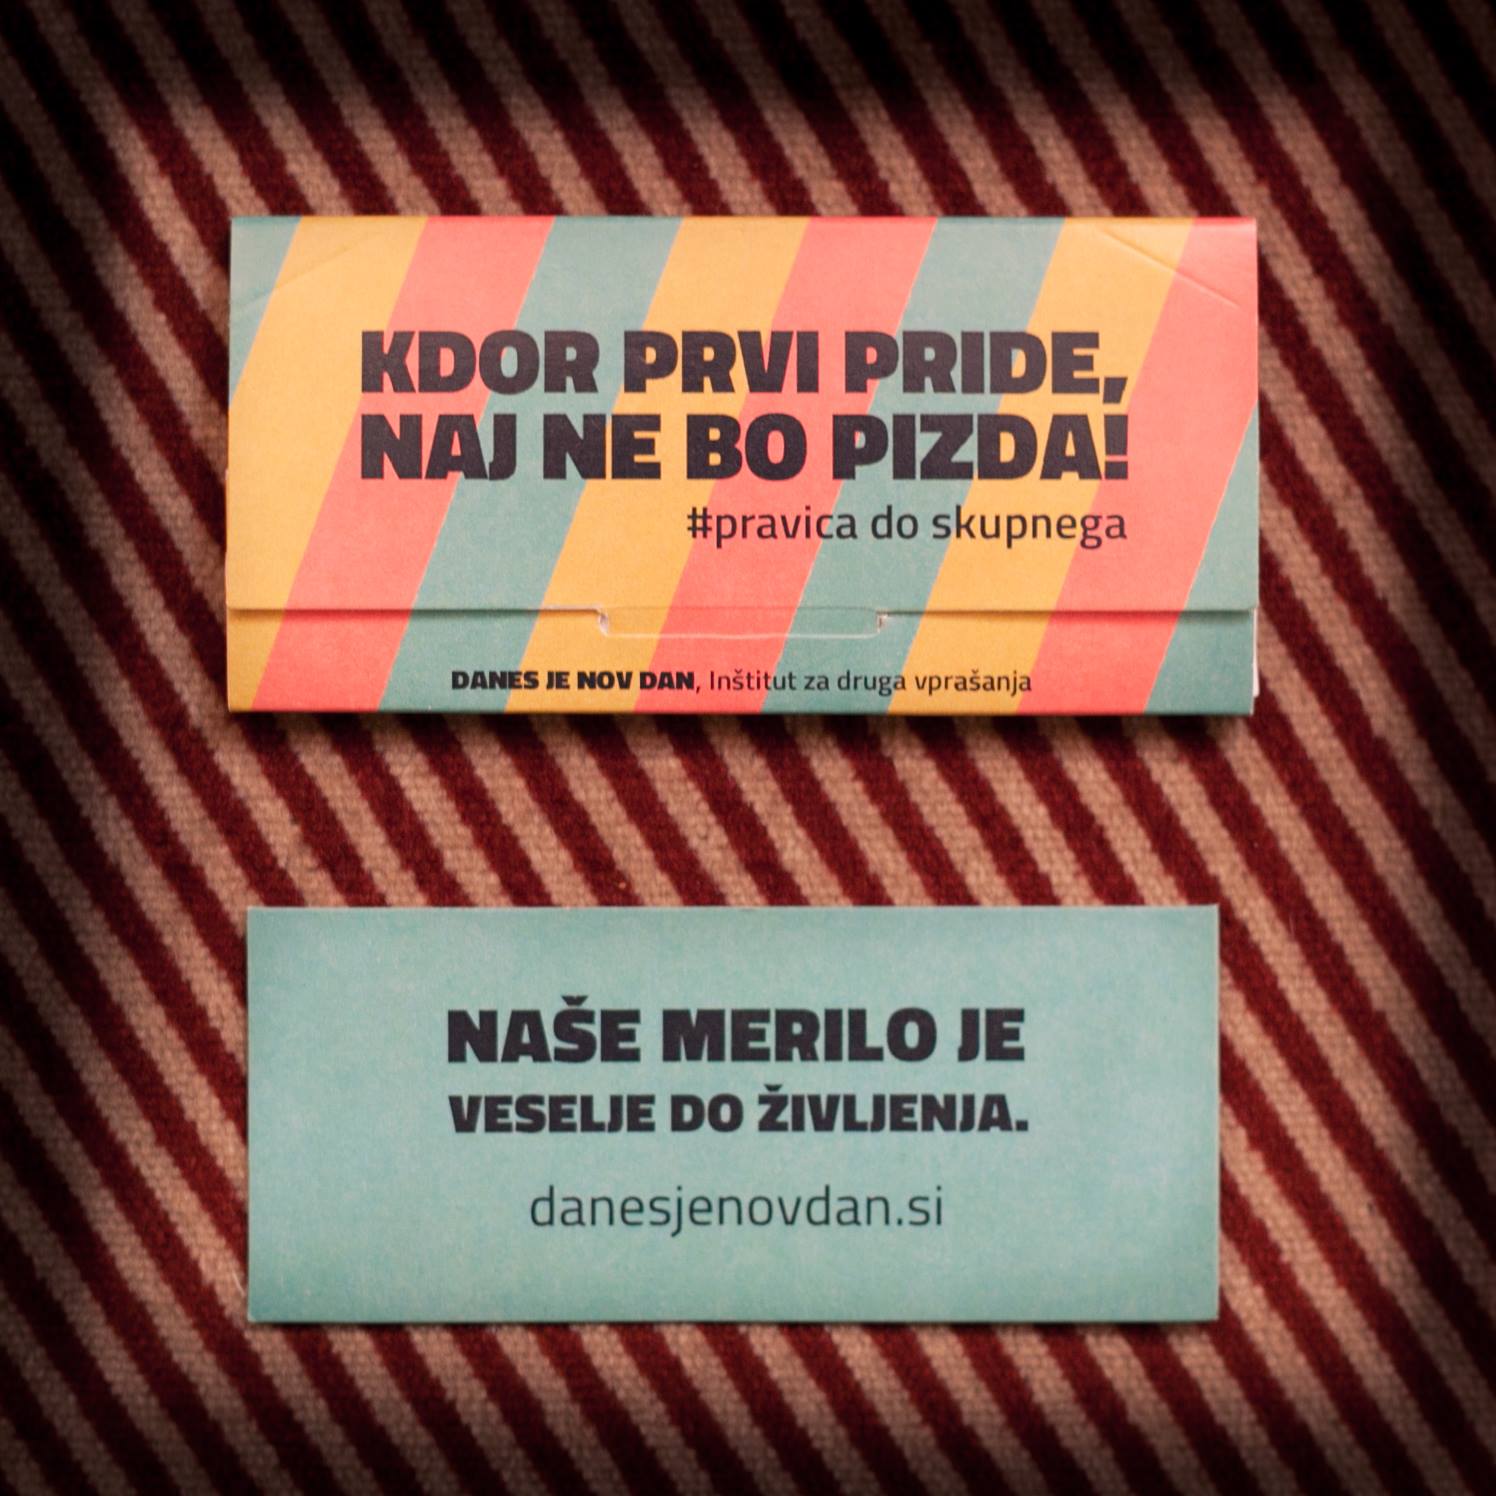 KDOR PRVI PRIDE,
NAJ NE BO PIZDA!
#pravica do skupnega
DANES JE NOV DAN, Inštitut za druga vprašanja
NAŠE MERILO JE
VESELJE DO ŽIVLJENJA.
danesjenovdan.si